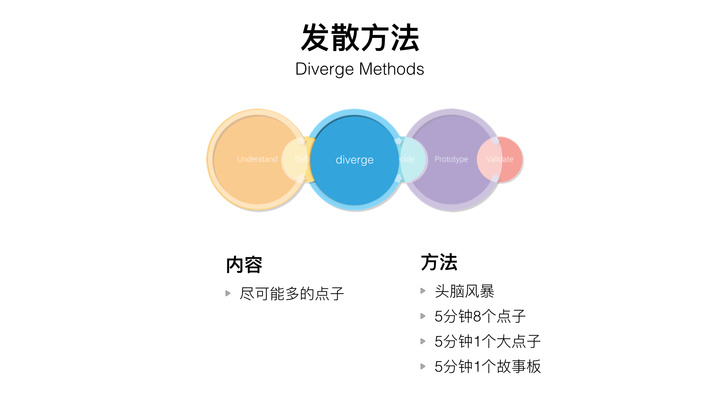 发散方法
Diverge Methods
Understand
diverge
Prototype
Validate
内容
尽可能多的点子
方法
头脑风暴
5分钟8个点子
5分钟1个大点子
5分钟1个故事板